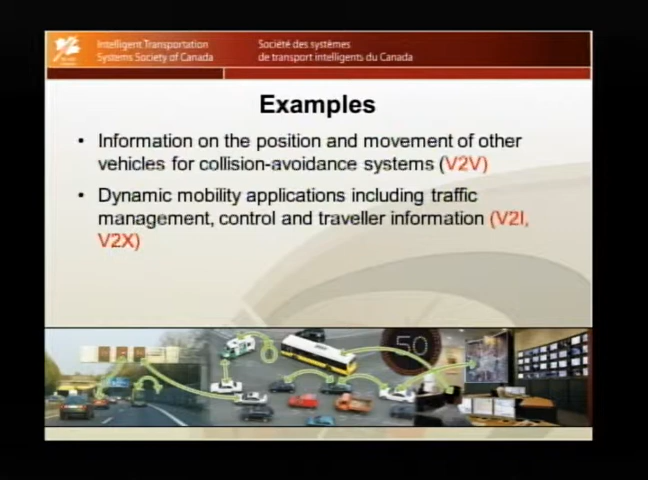 Intelligent Transportation
Systems Society of Canada
Société des systèmes
de transport intelligents du Canada
Examples
• Information on the position and movement of other
vehicles for collision-avoidance systems (V2V)
• Dynamic mobility applications including traffic
management, control and traveller information (V2I,
V2X)
50